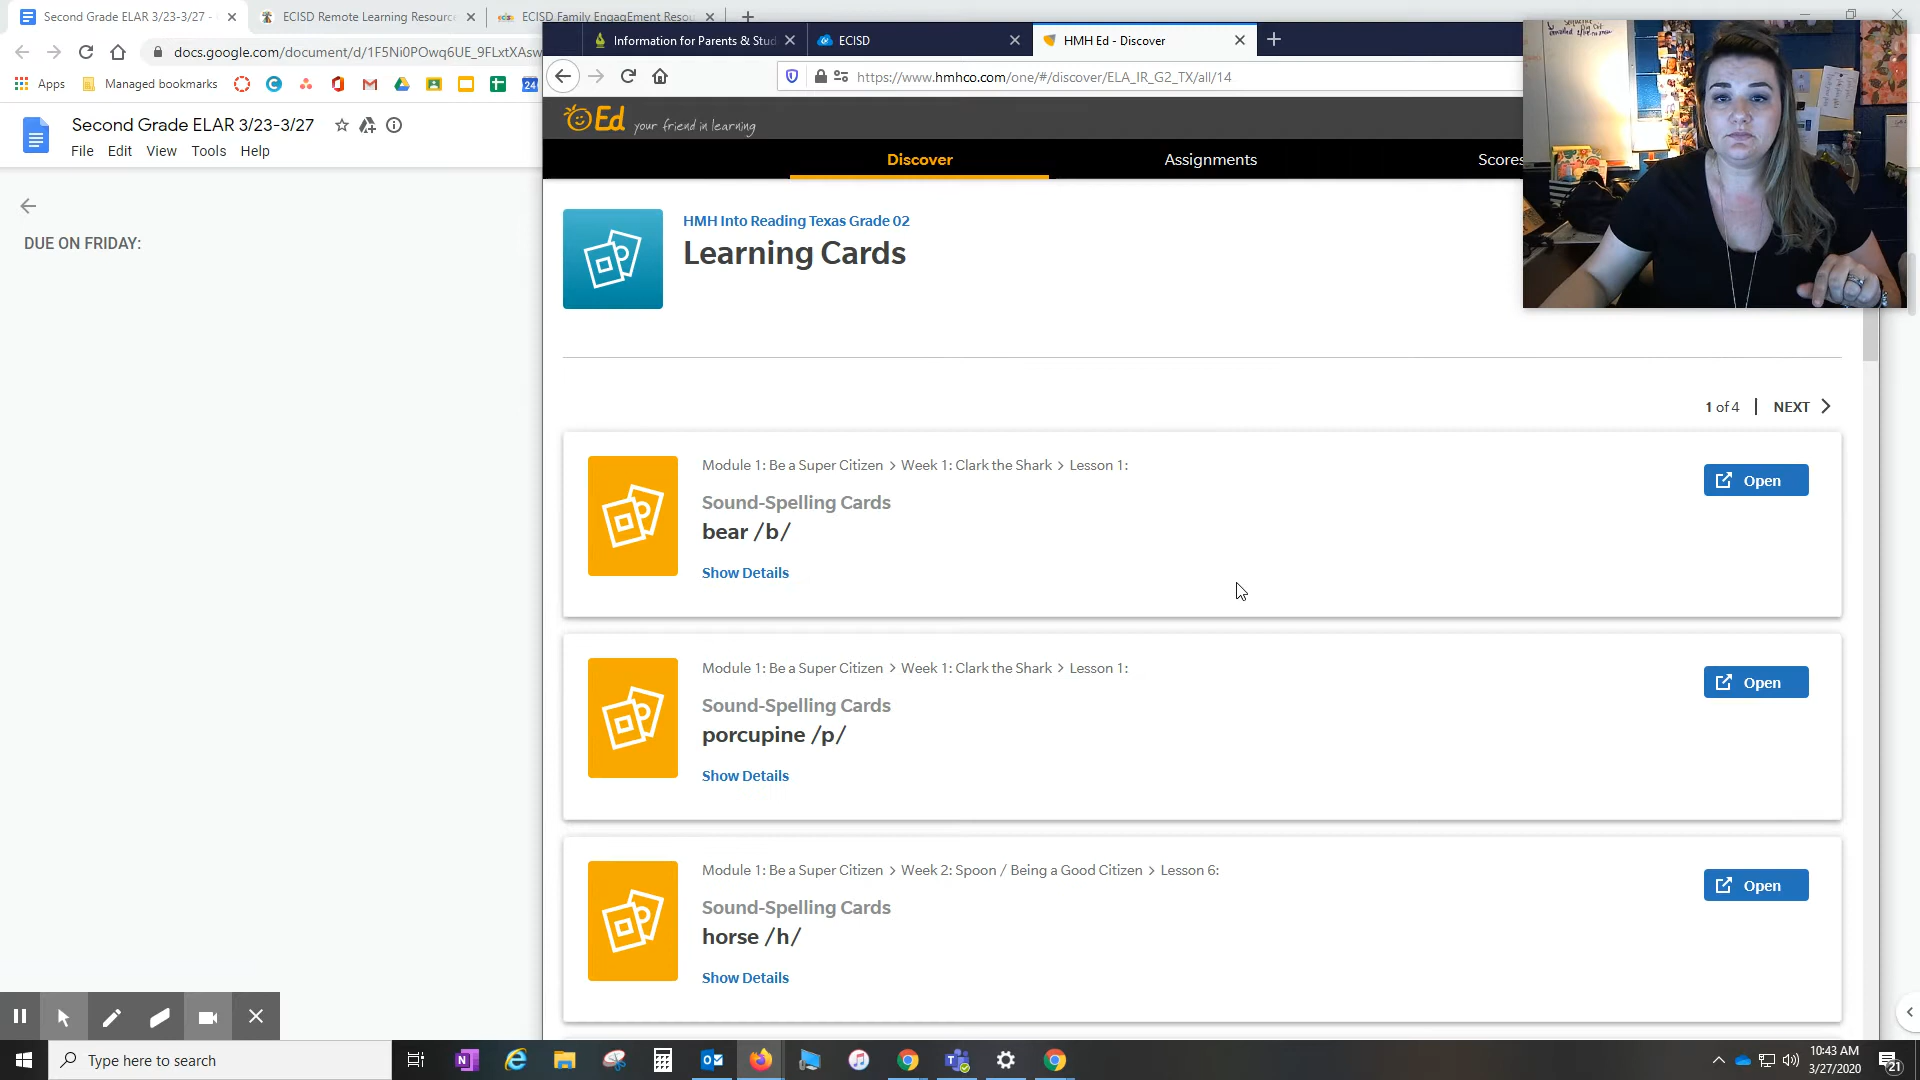 Second Grade ELAR 3/23-3/27 -
ECISD Remote Learning Resource
ECISD Family EngagEment Resou
docs.google.com/document/d/1F5Ni0POwq6UE_9FLxtXAsw
Apps
Managed bookmarks
24
Second Grade ELAR 3/23-3/27
File Edit View Tools Help
DUE ON FRIDAY:
Information for Parents & Stud
ECISD
HMH Ed - Discover
https://www.hmhco.com/one/#/discover/ELA_IR_G2_TX/all/14
Ed your friend in learning
Discover
Assignments
Scores
HMH Into Reading Texas Grade 02
Learning Cards
1 of 4 | NEXT
Module 1: Be a Super Citizen > Week 1: Clark the Shark > Lesson 1:
Sound-Spelling Cards
bear /b/
Show Details
Open
Module 1: Be a Super Citizen > Week 1: Clark the Shark > Lesson 1:
Sound-Spelling Cards
porcupine /p/
Show Details
Open
Module 1: Be a Super Citizen > Week 2: Spoon / Being a Good Citizen > Lesson 6:
Sound-Spelling Cards
horse /h/
Show Details
Open
Type here to search
10:43 AM
3/27/2020
21